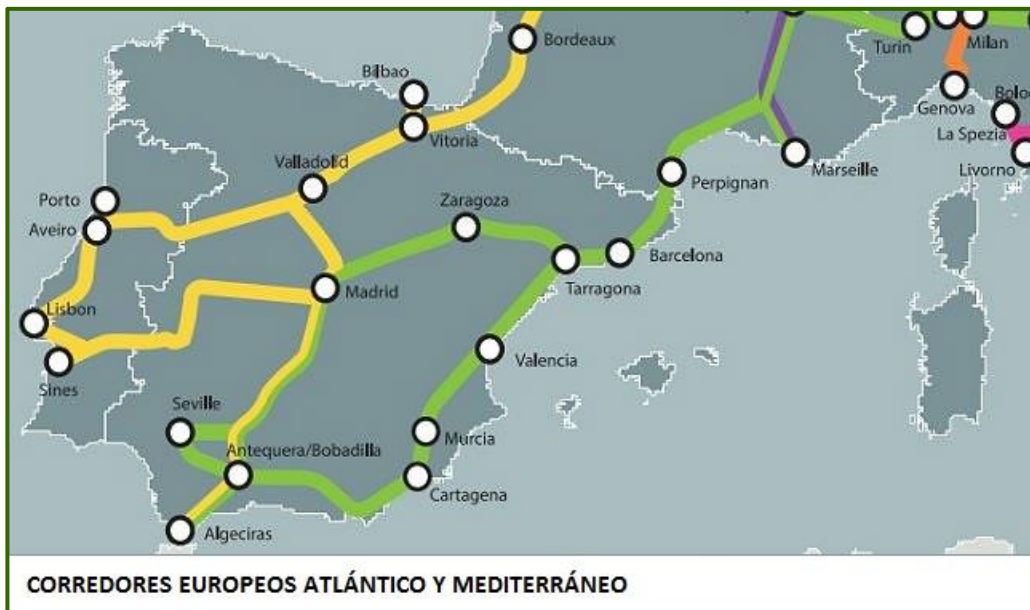 Bordeaux
Turin
Milan
Bilbao
Genova
Bolo
Vitoria
La Spezia
Valladolid
Marseille
Livorno
Perpignan
Porto
Zaragoza
Aveiro
Barcelona
Tarragona
Madrid
Lisbon
Valencia
Sines
Seville
Murcia
Antequera/Bobadilla
Cartagena
Algeciras
CORREDORES EUROPEOS ATLÁNTICO Y MEDITERRÁNEO